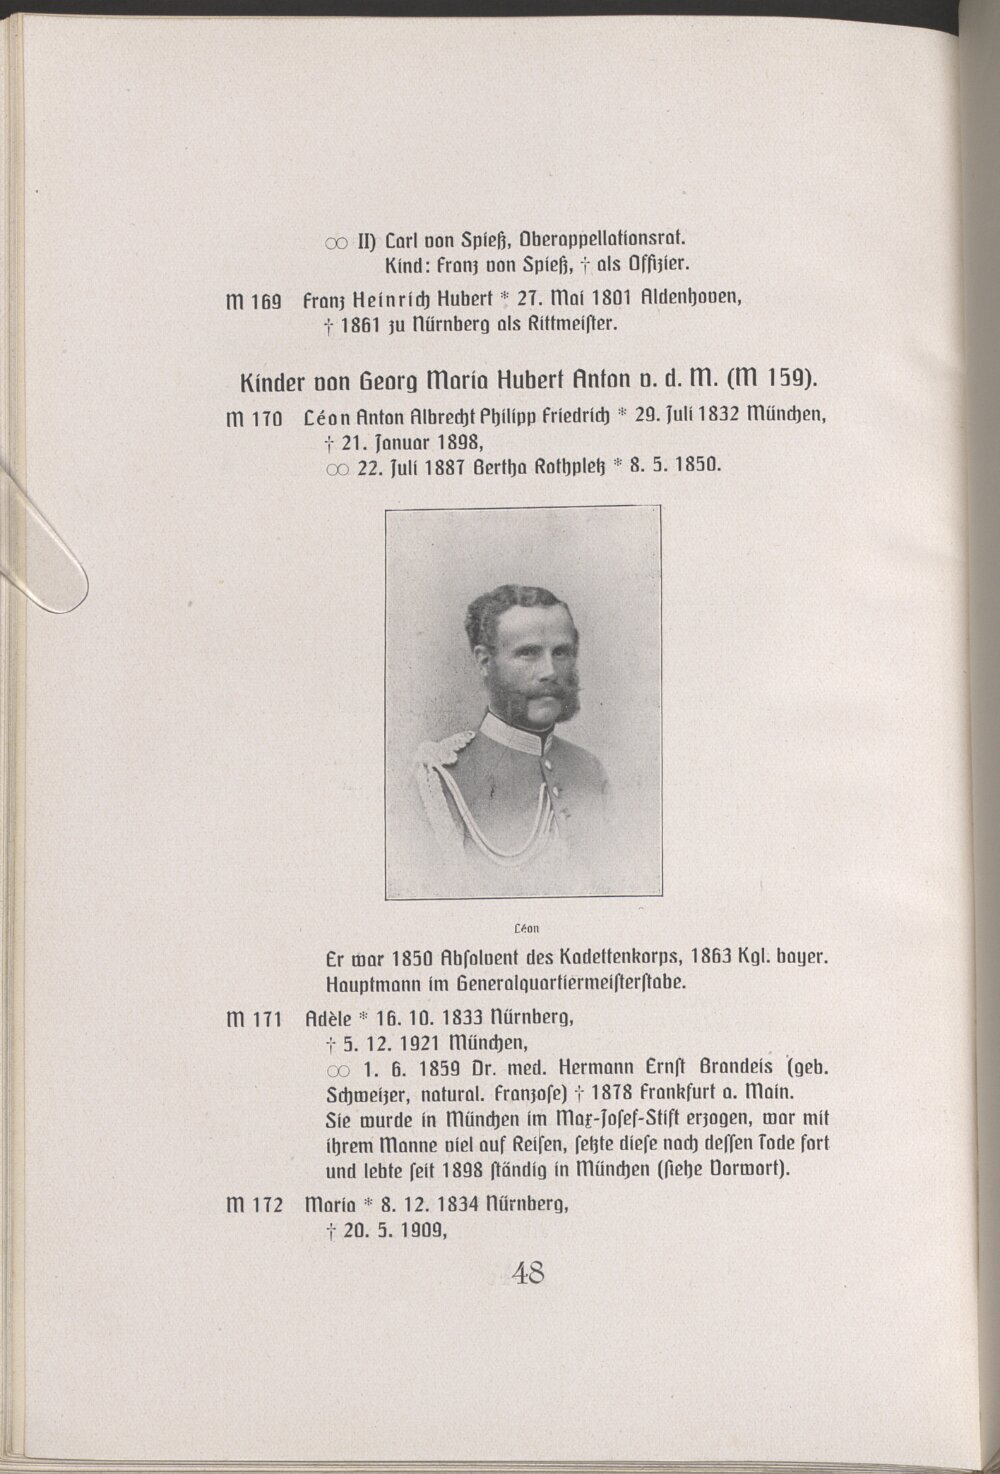 ∞ II) Carl von Spieß, Oberappellationsrat.
Kind: Franz von Spieß, † als Offizier.
M 169 Franz Heinrich Hubert * 27. Mai 1801 Aldenhoven,
† 1861 zu Nürnberg als Rittmeiſter.
Kinder von Georg Maria Hubert Anton v. d. M. (M 159).
M 170 Léon Anton Albrecht Philipp Friedrich * 29. Juli 1832 München,
† 21. Januar 1898,
∞ 22. Juli 1887 Bertha Rothpletz * 8. 5. 1850.
Léon
Er war 1850 Abſolvent des Kadettenkorps, 1863 Kgl. bayer.
Hauptmann im Generalquartiermeiſterſtabe.
M 171 Adèle * 16. 10. 1833 Nürnberg,
† 5. 12. 1921 München,
∞ 1. 6. 1859 Dr. med. Hermann Ernſt Brandeis (geb.
Schweizer, natural. Franzoſe) † 1878 Frankfurt a. Main.
Sie wurde in München im Max-Joſef-Stift erzogen, war mit
ihrem Manne viel auf Reiſen, ſetzte dieſe nach deſſen Tode fort
und lebte ſeit 1898 ſtändig in München (ſiehe Vorwort).
M 172 Maria * 8. 12. 1834 Nürnberg,
† 20. 5. 1909,
48